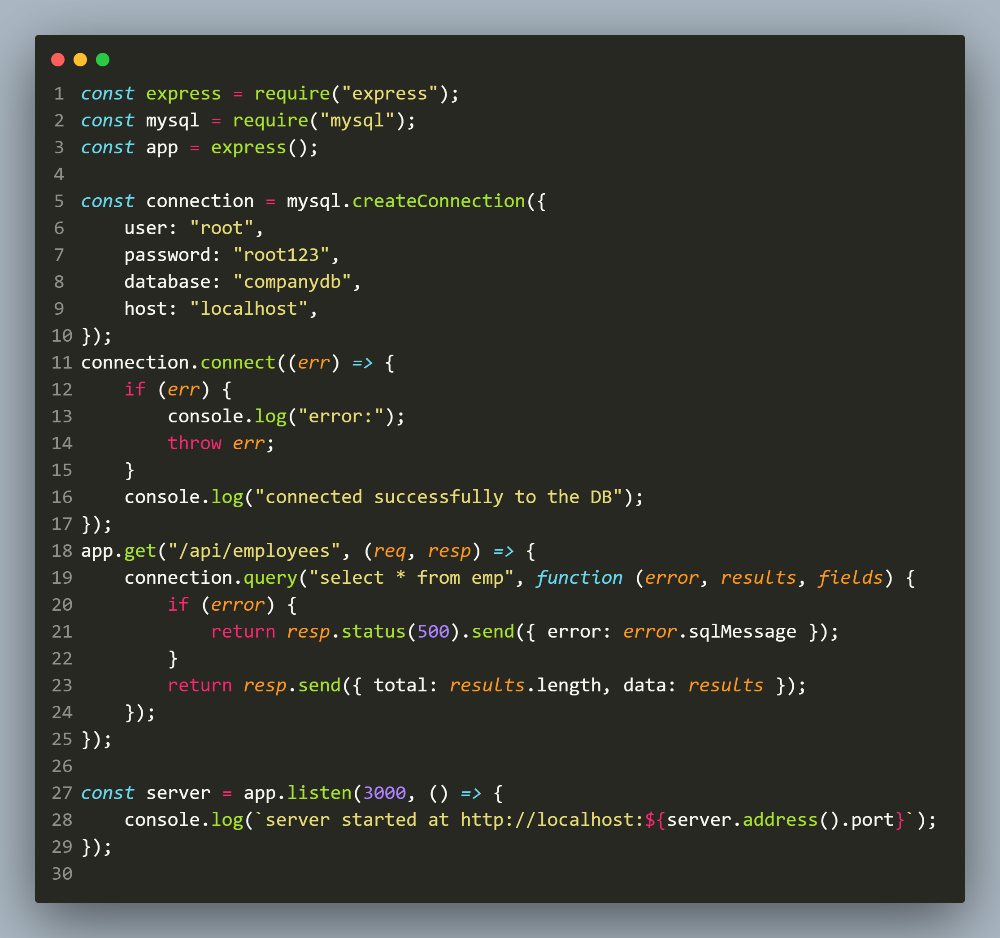 1 const express = require("express");
2 const mysql = require("mysql");
3 const app = express();
4
5 const connection = mysql.createConnection({
6     user: "root",
7     password: "root123",
8     database: "companydb",
9     host: "localhost",
10 });
11 connection.connect((err) => {
12     if (err) {
13         console.log("error:");
14         throw err;
15     }
16     console.log("connected successfully to the DB");
17 });
18 app.get("/api/employees", (req, resp) => {
19     connection.query("select * from emp", function (error, results, fields) {
20         if (error) {
21             return resp.status(500).send({ error: error.sqlMessage });
22         }
23         return resp.send({ total: results.length, data: results });
24     });
25 });
26
27 const server = app.listen(3000, () => {
28     console.log(`server started at http://localhost:${server.address().port}`);
29 });
30